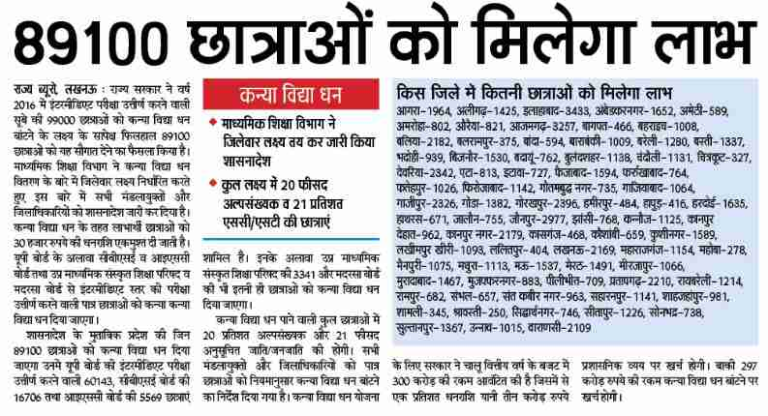 89100 छात्राओं को मिलेगा लाभ
राज्य ब्यूरो, लखनऊ : राज्य सरकार ने वर्ष
2016 में इंटरमीडिएट परीक्षा उत्तीर्ण करने वाली
सूबे की 99000 छात्राओं को कन्या विद्या धन
बांटने के लक्ष्य के सापेक्ष फिलहाल 89100
छात्राओं को यह सौगात देने का फैसला किया है।
माध्यमिक शिक्षा विभाग ने कन्या विद्या धन
वितरण के बारे में जिलेवार लक्ष्य निर्धारित करते
हुए इस बारे में सभी मंडलायुक्तों और
जिलाधिकारियों को शासनादेश जारी कर दिया है।
कन्या विद्या धन के तहत लाभार्थी छात्राओं को
30 हजार रुपये की धनराशि एकमुश्त दी जाती है।
यूपी बोर्ड के अलावा सीबीएसई व आइएससी
बोर्ड तथा उप्र माध्यमिक संस्कृत शिक्षा परिषद व
मदरसा बोर्ड से इंटरमीडिएट स्तर की परीक्षा
उत्तीर्ण करने वाली पात्र छात्राओं को कन्या कन्या
विद्या धन दिया जाएगा।
शासनादेश के मुताबिक प्रदेश की जिन
89100 छात्राओं को कन्या विद्या धन दिया
जाएगा उनमें यूपी बोर्ड की इंटरमीडिएट परीक्षा
उत्तीर्ण करने वाली 60143, सीबीएसई बोर्ड की
16706 तथा आइएससी बोर्ड की 5569 छात्राएं
कन्या विद्या धन
माध्यमिक शिक्षा विभाग ने
जिलेवार लक्ष्य तय कर जारी किया
शासनादेश
कुल लक्ष्य में 20 फीसद
अल्पसंख्यक व 21 प्रतिशत
एससी/एसटी की छात्राएं
शामिल है। इनके अलावा उप्र माध्यमिक
संस्कृत शिक्षा परिषद की 3341 और मदरसा बोर्ड
की भी इतनी ही छात्राओं को कन्या विद्या धन
दिया जाएगा।
कन्या विद्या धन पाने वाली कुल छात्राओं में
20 प्रतिशत अल्पसंख्यक और 21 फीसद
अनुसूचित जाति/जनजाति की होगी। सभी
मंडलायुक्तों और जिलाधिकारियों को पात्र
छात्राओं को नियमानुसार कन्या विद्या धन बांटने
का निर्देश दिया गया है। कन्या विद्या धन योजना
किस जिले में कितनी छात्राओं को मिलेगा लाभ
आगरा-1964, अलीगढ़-1425, इलाहाबाद-3433, अंबेडकरनगर-1652, अमेठी-589,
अमरोहा-802, औरैया-821, आजमगढ़-3257, बागपत-466, बहराइच-1008,
बलिया-2182, बलरामपुर-375, बांदा-594, बाराबंकी-1009, बरेली-1280, बस्ती-1337,
भदोही-939, बिजनौर-1530, बदायूं-762, बुलंदशहर-1138, चंदौली-1131, चित्रकूट-327,
देवरिया-2342, एटा-813, इटावा-727, फैजाबाद-1594, फर्रुखाबाद-764,
फतेहपुर-1026, फिरोजाबाद-1142, गौतमबुद्ध नगर-735, गाजियाबाद-1064,
गाजीपुर-2326, गोंडा-1382, गोरखपुर-2396, हमीरपुर-484, हापुड़-416, हरदोई-1635,
हाथरस-671, जालौन-755, जौनपुर-2977, झांसी-768, कन्नौज-1125, कानपुर
देहात-962, कानपुर नगर-2179, कासगंज-468, कौशांबी-659, कुशीनगर-1589,
लखीमपुर खीरी-1093, ललितपुर-404, लखनऊ-2169, महाराजगंज-1154, महोबा-278,
मैनपुरी-1075, मथुरा-1113, मऊ-1537, मेरठ-1491, मीरजापुर-1066,
मुरादाबाद-1467, मुजफ्फरनगर-883, पीलीभीत-709, प्रतापगढ़-2210, रायबरेली-1214,
रामपुर-682, संभल-657, संत कबीर नगर-963, सहारनपुर-1141, शाहजहांपुर-981,
शामली-345, श्रावस्ती-250, सिद्धार्थनगर-746, सीतापुर-1226, सोनभद्र-738,
सुल्तानपुर-1367, उन्नाव-1015, वाराणसी-2109
के लिए सरकार ने चालू वित्तीय वर्ष के बजट में
300 करोड़ की रकम आवंटित की है जिसमें से
एक प्रतिशत धनराशि यानी तीन करोड़ रुपये
प्रशासनिक व्यय पर खर्च होगी। बाकी 297
करोड़ रुपये की रकम कन्या विद्या धन बांटने पर
खर्च होगी।